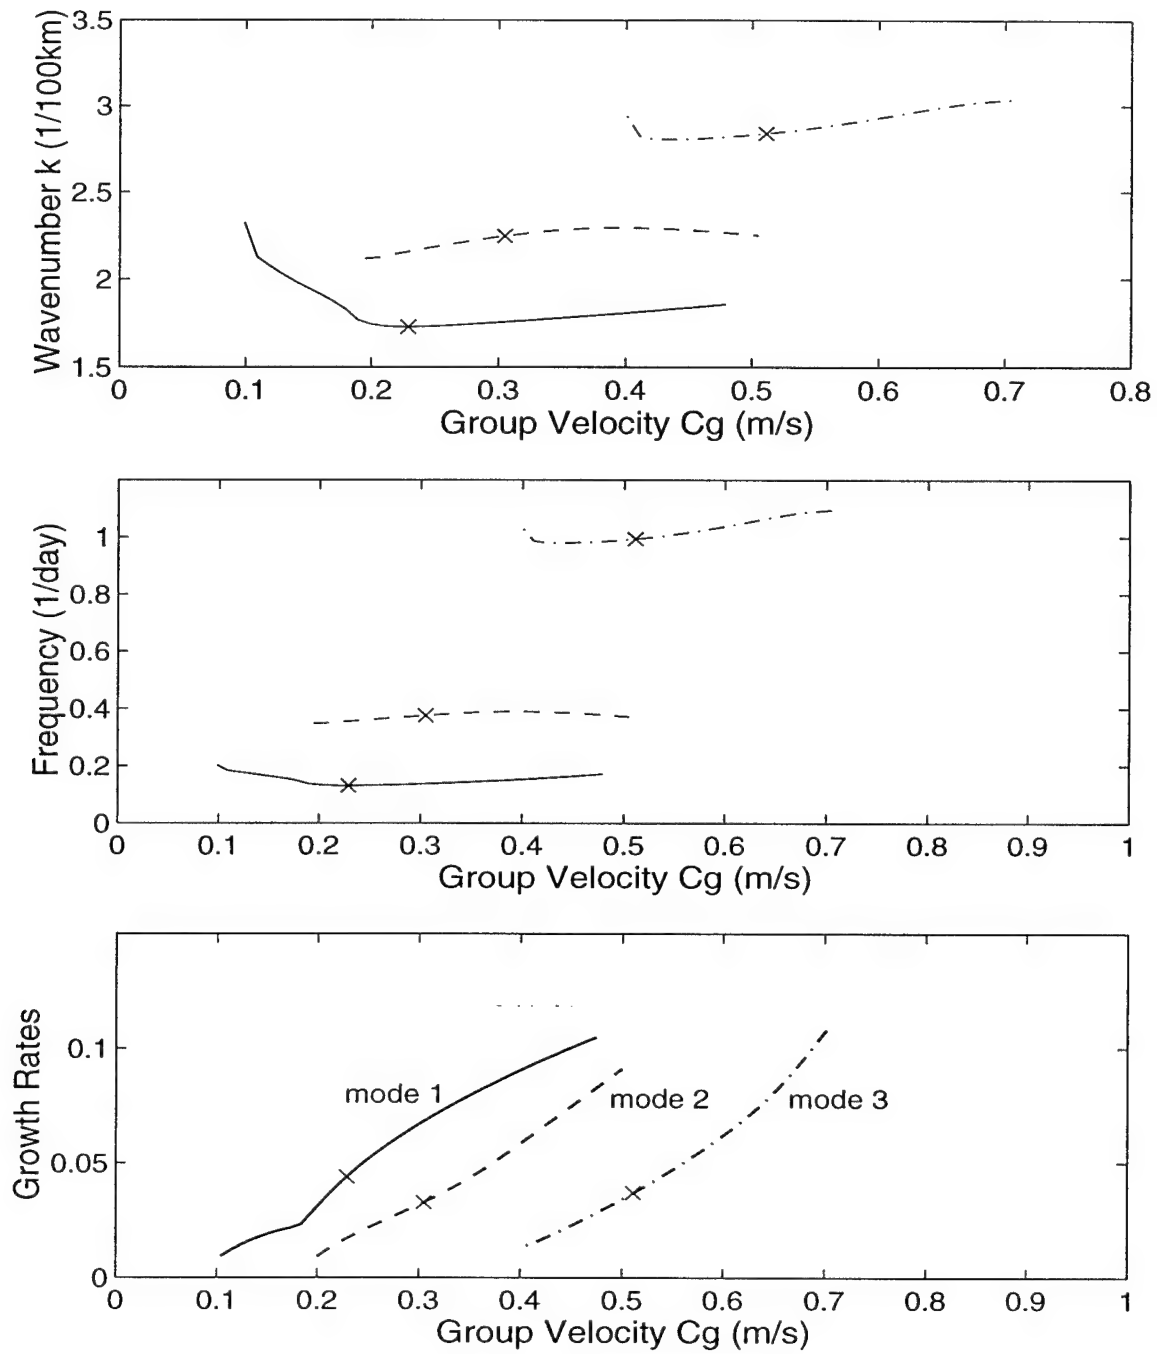 Wavenumber k (1/100km)
3.5
3
2.5
2
1.5
0 0.1 0.2 0.3 0.4 0.5 0.6 0.7 0.8
Group Velocity Cg (m/s)
Frequency (1/day)
1
0.8
0.6
0.4
0.2
0
0 0.1 0.2 0.3 0.4 0.5 0.6 0.7 0.8 0.9 1
Group Velocity Cg (m/s)
Growth Rates
0.1
0.05
0
mode 1
mode 2
mode 3
0 0.1 0.2 0.3 0.4 0.5 0.6 0.7 0.8 0.9 1
Group Velocity Cg (m/s)